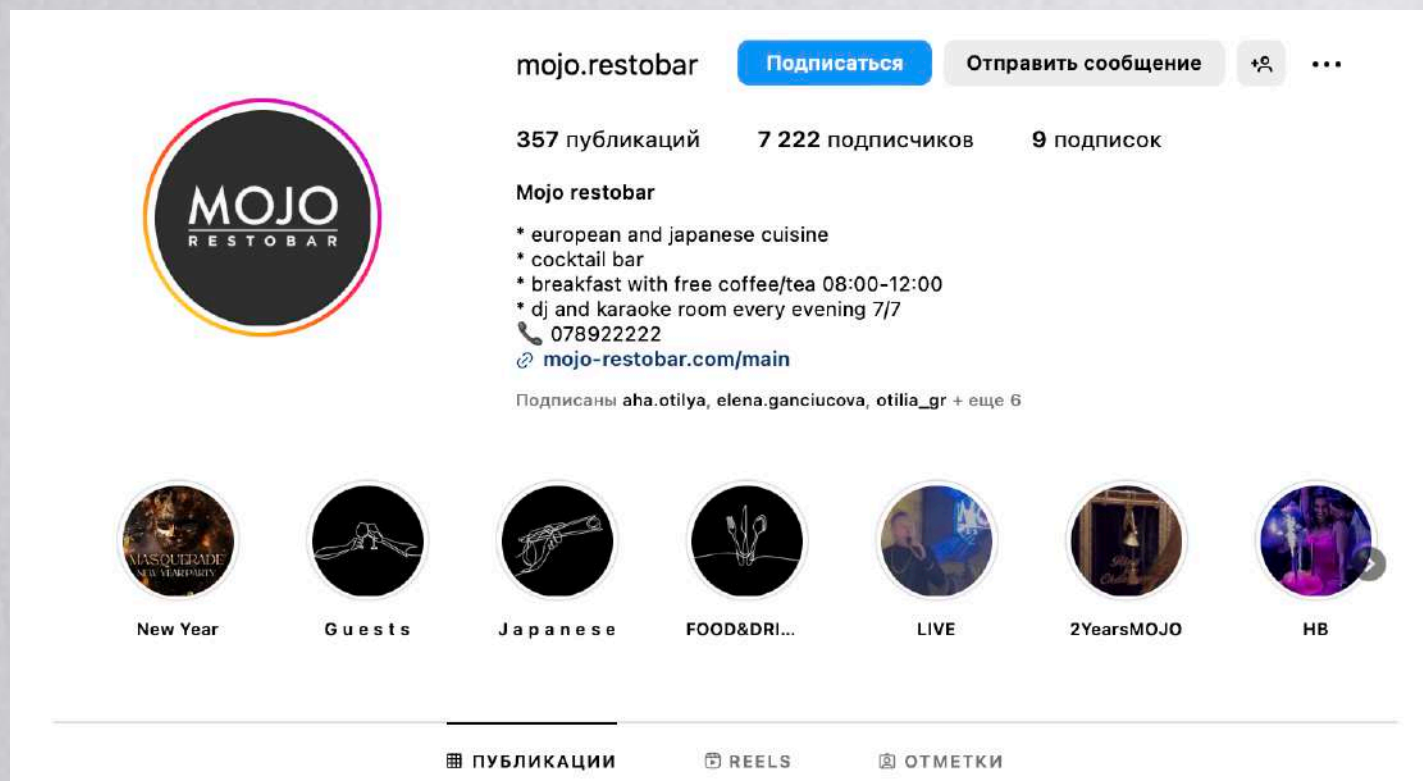 mojo.restobar Подписаться Отправить сообщение
357 публикаций 7 222 подписчиков 9 подписок
MOJO
RESTOBAR
Mojo restobar
* european and japanese cuisine
* cocktail bar
* breakfast with free coffee/tea 08:00-12:00
* dj and karaoke room every evening 7/7
📞 078922222
mojo-restobar.com/main
Подписаны aha.otilya, elena.ganciucova, otilia_gr + еще 6
MASQUERADE
NEW YEAR PARTY
New Year Guests Japanese FOOD&DRI... LIVE 2YearsMOJO HB
ПУБЛИКАЦИИ REELS ОТМЕТКИ